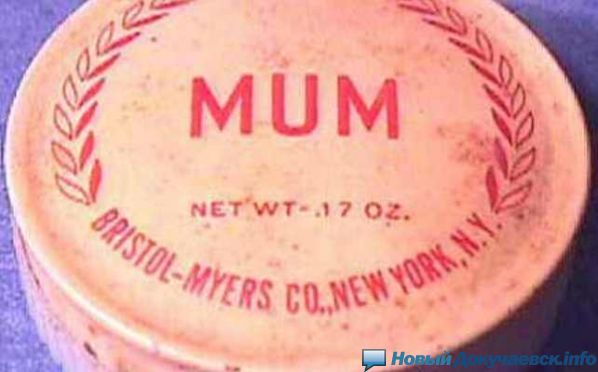 MUM
NET WT-.17 OZ.
BRISTOL-MYERS CO., NEW YORK, N.Y.
Новый Докучаевск.info